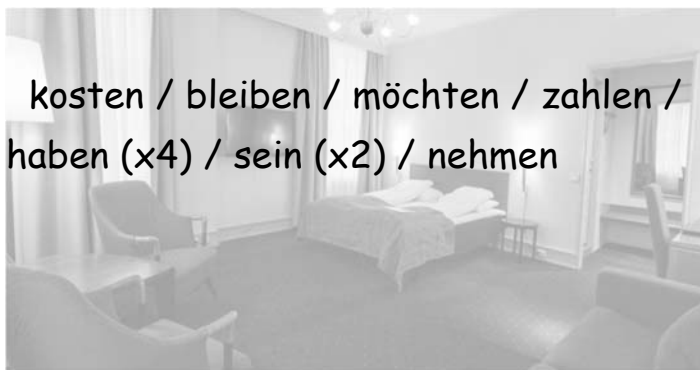 kosten / bleiben / möchten / zahlen /
haben (x4) / sein (x2) / nehmen